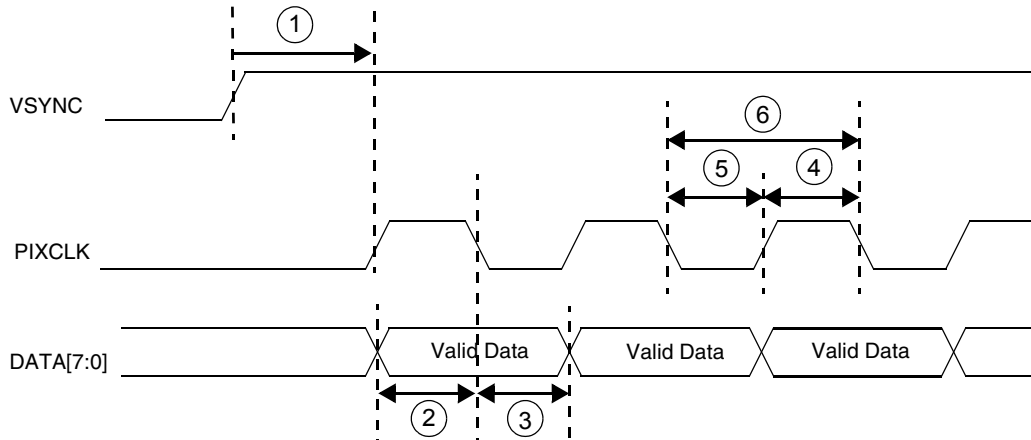 1
VSYNC
6
5
4
PIXCLK
DATA[7:0]
Valid Data
Valid Data
Valid Data
2
3